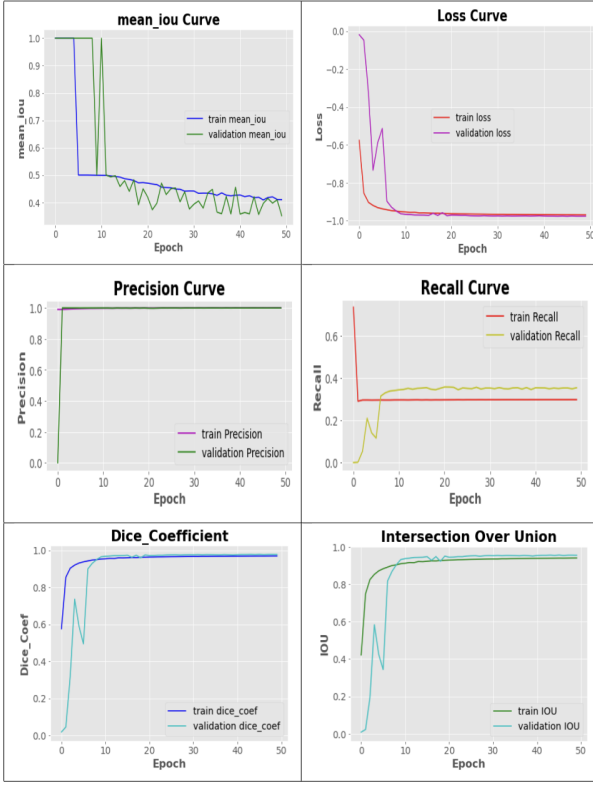 mean_iou Curve
1.0
0.9
0.8
0.7
0.6
0.5
0.4
mean_iou
train mean_iou
validation mean_iou
0 10 20 30 40 50
Epoch
Loss Curve
0.0
−0.2
−0.4
−0.6
−0.8
−1.0
Loss
train loss
validation loss
0 10 20 30 40 50
Epoch
Precision Curve
1.0
0.8
0.6
0.4
0.2
0.0
Precision
train Precision
validation Precision
0 10 20 30 40 50
Epoch
Recall Curve
0.6
0.4
0.2
0.0
Recall
train Recall
validation Recall
0 10 20 30 40 50
Epoch
Dice_Coefficient
1.0
0.8
0.6
0.4
0.2
0.0
Dice_Coef
train dice_coef
validation dice_coef
0 10 20 30 40 50
Epoch
Intersection Over Union
1.0
0.8
0.6
0.4
0.2
0.0
IOU
train IOU
validation IOU
0 10 20 30 40 50
Epoch